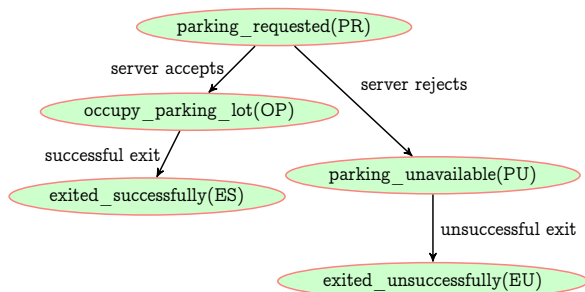 parking_requested(PR)
server accepts
server rejects
occupy_parking_lot(OP)
successful exit
parking_unavailable(PU)
exited_successfully(ES)
unsuccessful exit
exited_unsuccessfully(EU)